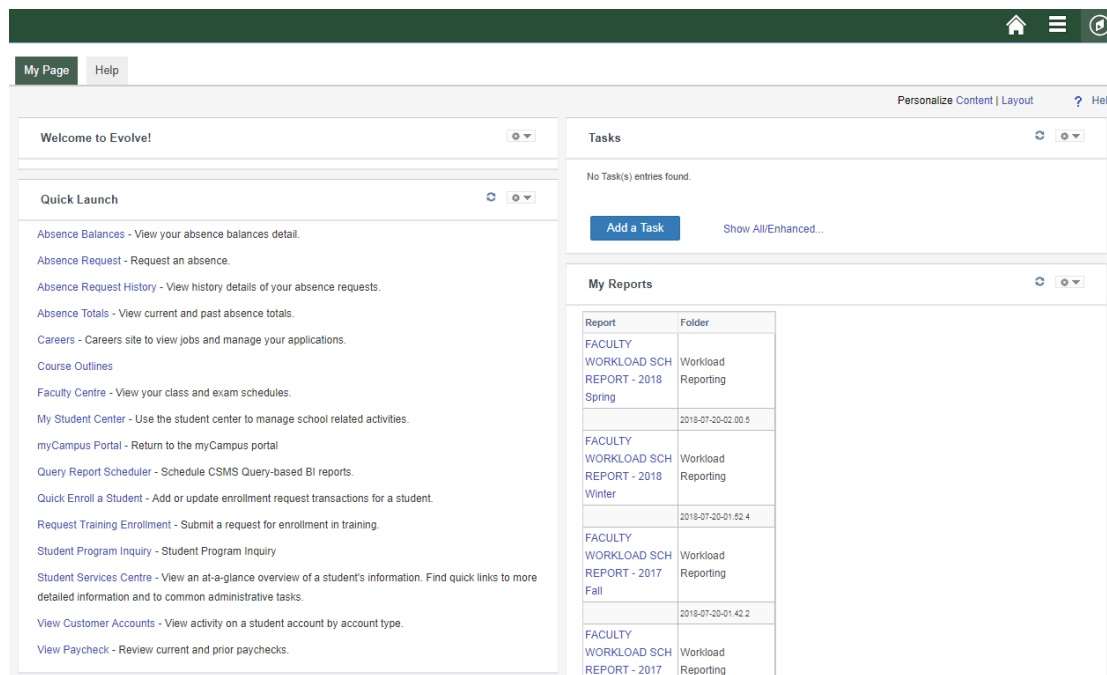 My Page
Help
Personalize Content | Layout
? Hel
Welcome to Evolve!
Quick Launch
Absence Balances - View your absence balances detail.
Absence Request - Request an absence.
Absence Request History - View history details of your absence requests.
Absence Totals - View current and past absence totals.
Careers - Careers site to view jobs and manage your applications.
Course Outlines
Faculty Centre - View your class and exam schedules.
My Student Center - Use the student center to manage school related activities.
myCampus Portal - Return to the myCampus portal
Query Report Scheduler - Schedule CSMS Query-based BI reports.
Quick Enroll a Student - Add or update enrollment request transactions for a student.
Request Training Enrollment - Submit a request for enrollment in training.
Student Program Inquiry - Student Program Inquiry
Student Services Centre - View an at-a-glance overview of a student's information. Find quick links to more
detailed information and to common administrative tasks.
View Customer Accounts - View activity on a student account by account type.
View Paycheck - Review current and prior paychecks.
Tasks
No Task(s) entries found.
Add a Task
Show All/Enhanced...
My Reports
Report Folder
FACULTY
WORKLOAD SCH Workload
REPORT - 2018 Reporting
Spring
2018-07-20-02.00.5
FACULTY
WORKLOAD SCH Workload
REPORT - 2018 Reporting
Winter
2018-07-20-01.52.4
FACULTY
WORKLOAD SCH Workload
REPORT - 2017 Reporting
Fall
2018-07-20-01.42.2
FACULTY
WORKLOAD SCH Workload
REPORT - 2017 Reporting